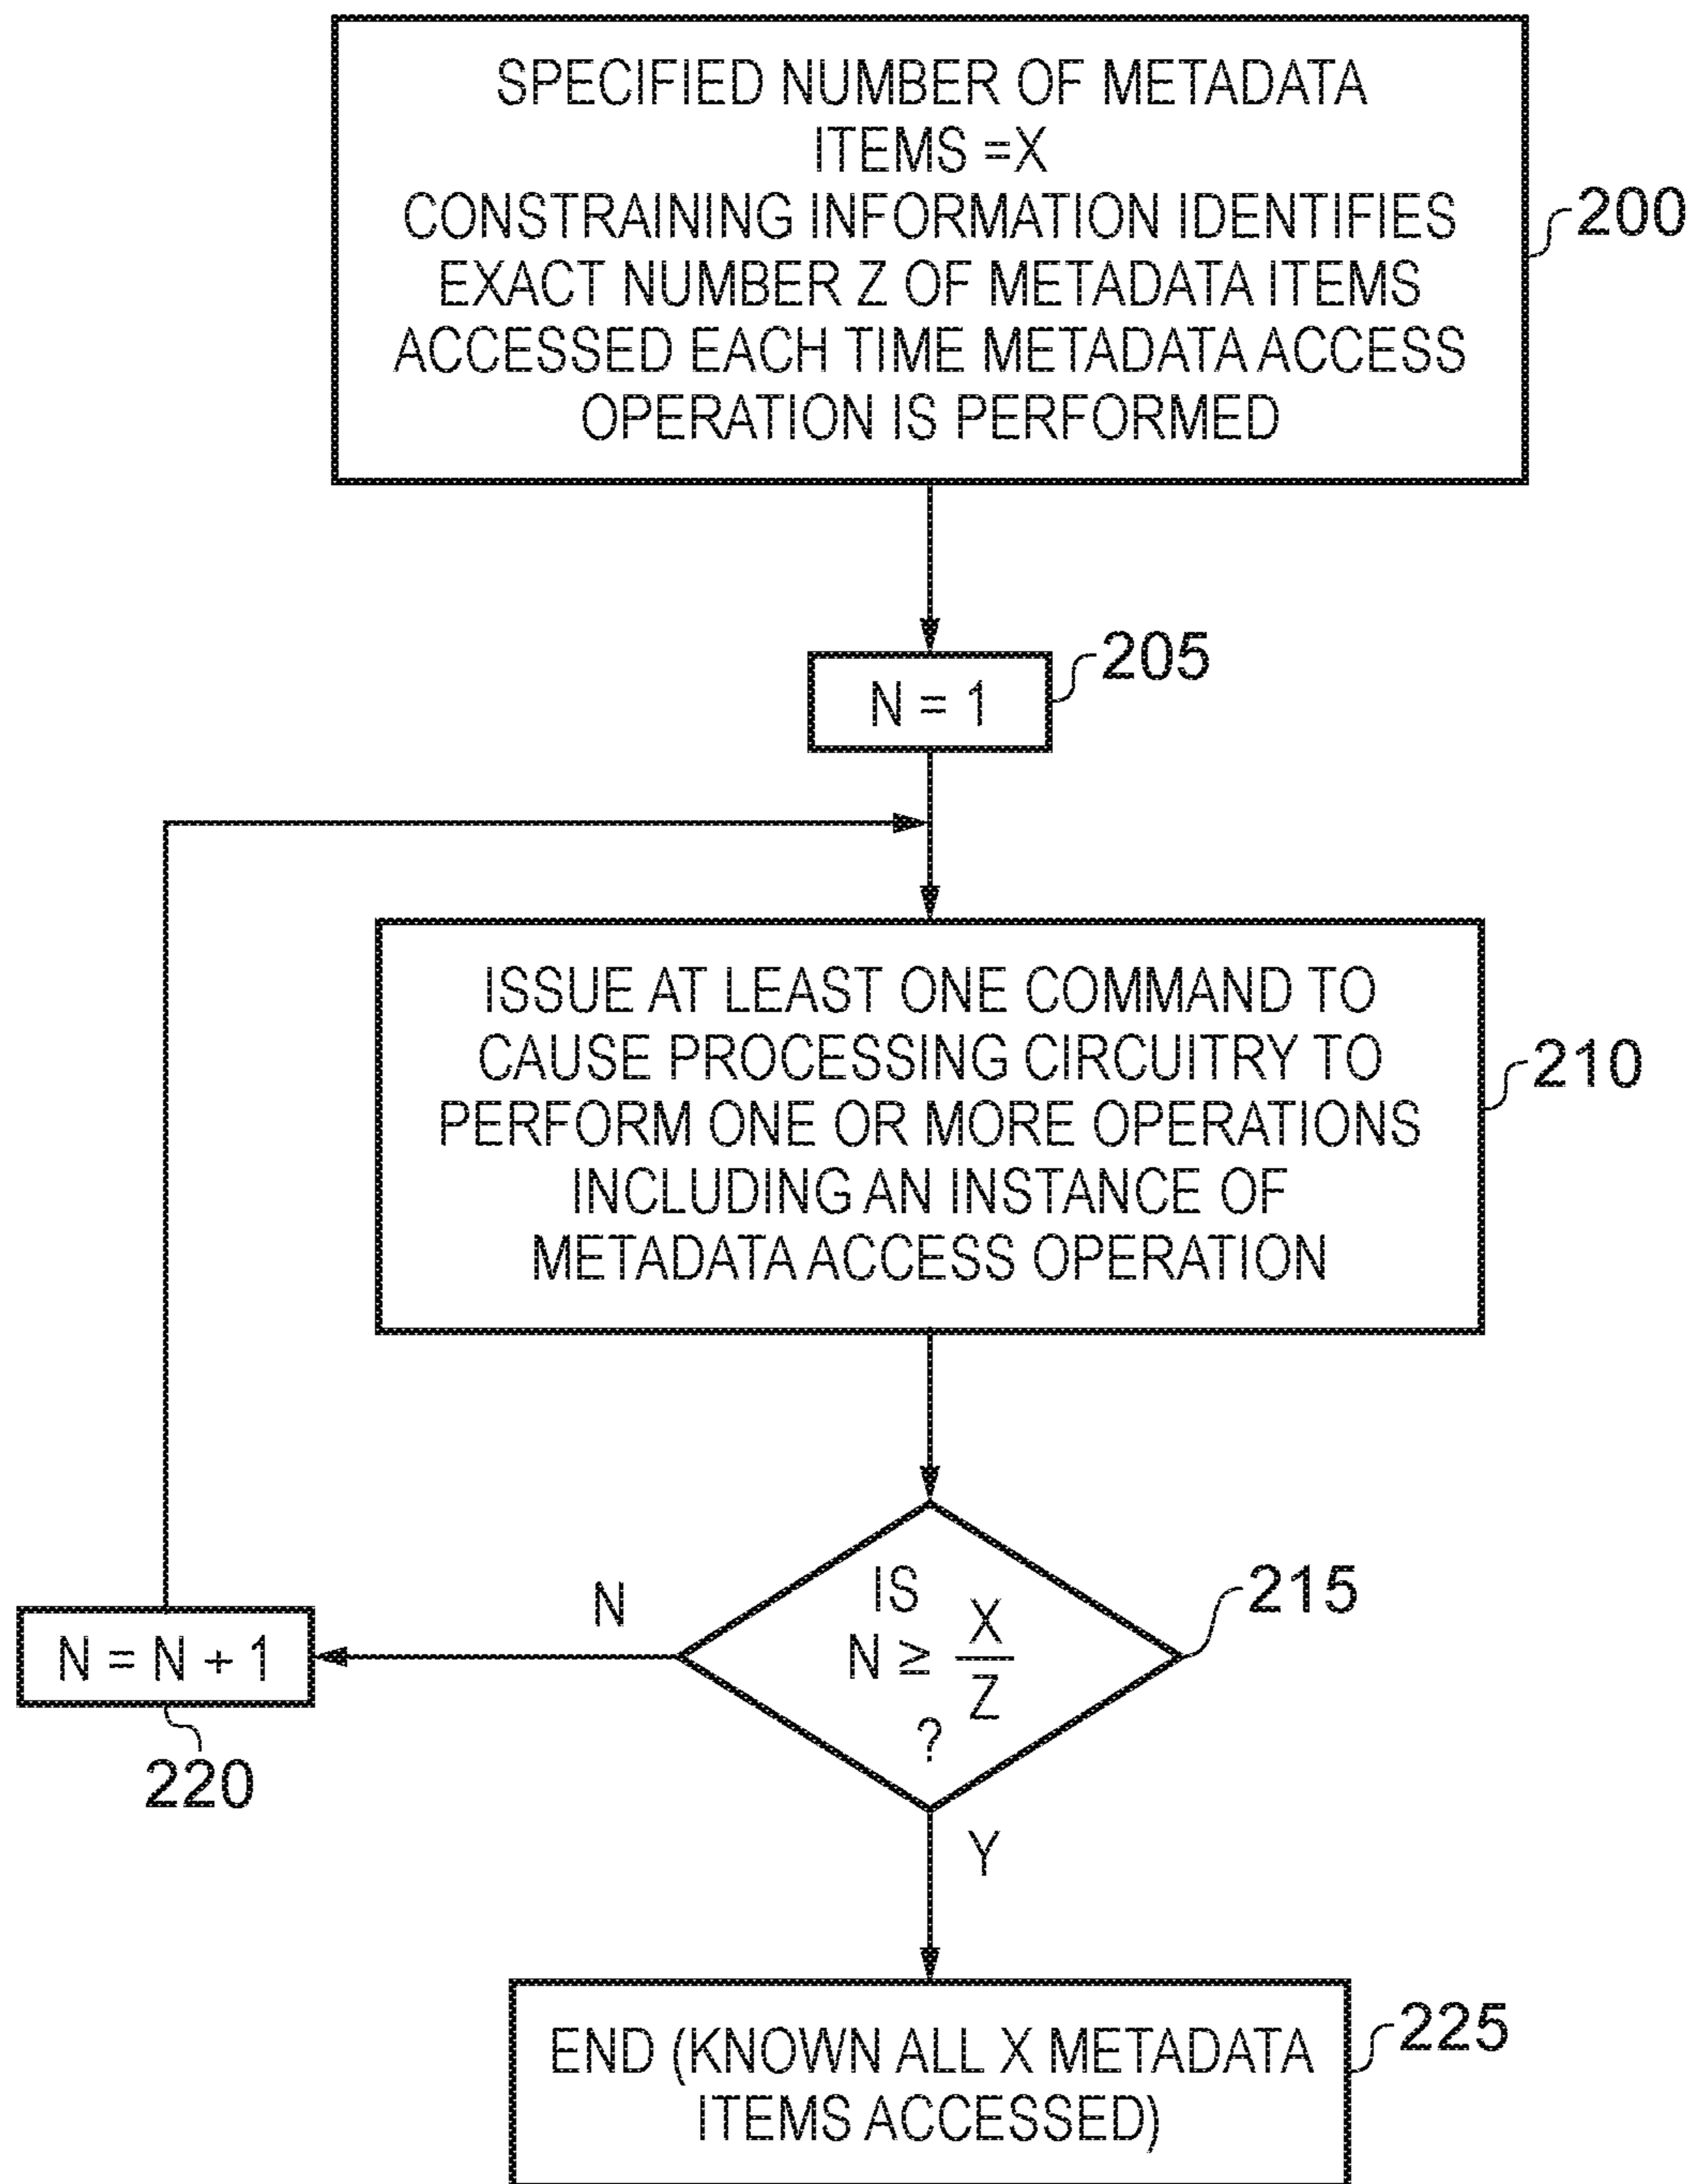 SPECIFIED NUMBER OF METADATA
ITEMS =X
CONSTRAINING INFORMATION IDENTIFIES
EXACT NUMBER Z OF METADATA ITEMS
ACCESSED EACH TIME METADATA ACCESS
OPERATION IS PERFORMED
200
N = 1
205
ISSUE AT LEAST ONE COMMAND TO
CAUSE PROCESSING CIRCUITRY TO
PERFORM ONE OR MORE OPERATIONS
INCLUDING AN INSTANCE OF
METADATA ACCESS OPERATION
210
IS
N ≥ X
Z
?
215
N
N = N + 1
220
Y
END (KNOWN ALL X METADATA
ITEMS ACCESSED)
225